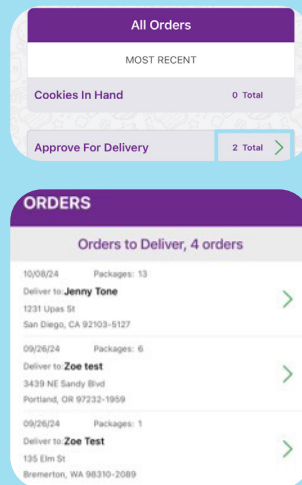 All Orders
MOST RECENT
Cookies In Hand 0 Total
Approve For Delivery 2 Total
ORDERS
Orders to Deliver, 4 orders
10/08/24 Packages: 13
Deliver to: Jenny Tone
1231 Upas St
San Diego, CA 92103-5127
09/26/24 Packages: 6
Deliver to: Zoe test
3439 NE Sandy Blvd
Portland, OR 97232-1959
09/26/24 Packages: 1
Deliver to: Zoe Test
135 Elm St
Bremerton, WA 98310-2089